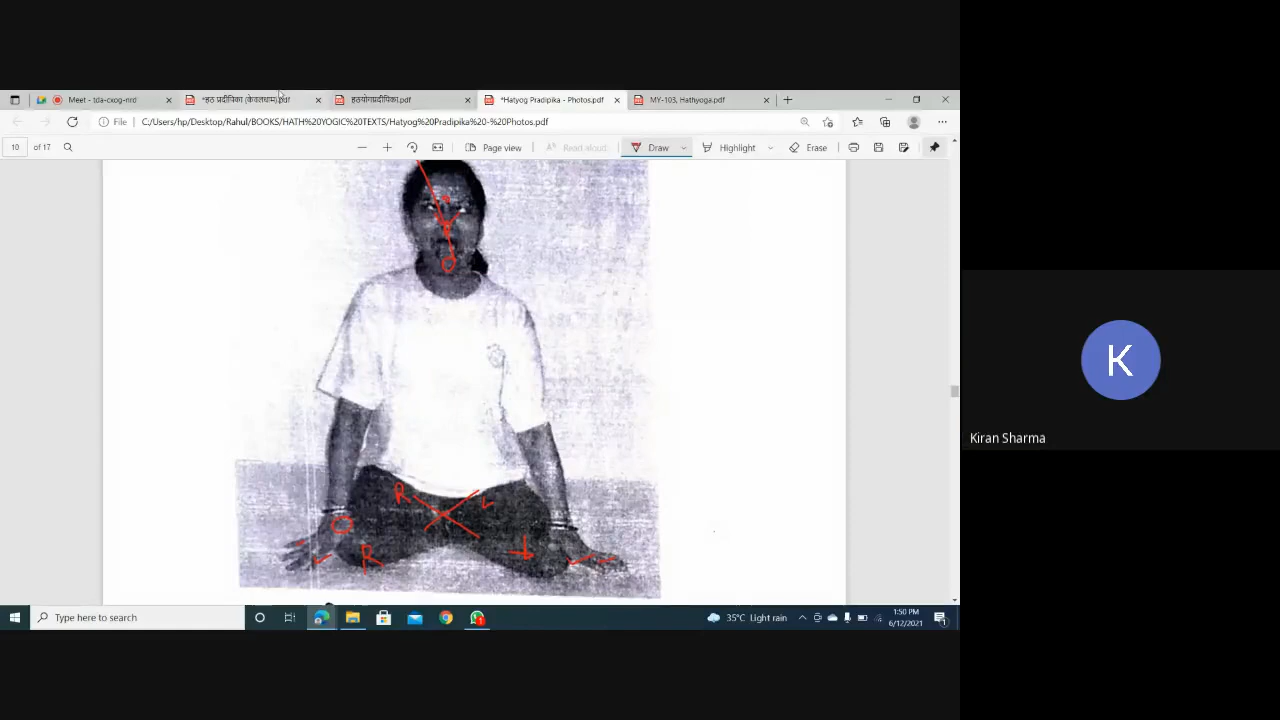 Meet - tda-cxog-nrd
*हठ प्रदीपिका (केवलधाम).pdf
हठयोगप्रदीपिका.pdf
*Hatyog Pradipika - Photos.pdf
MY-103, Hathyoga.pdf
File
C:/Users/hp/Desktop/Rahul/BOOKS/HATH%20YOGIC%20TEXTS/Hatyog%20Pradipika%20-%20Photos.pdf
10 of 17
Page view
Read aloud
Draw
Highlight
Erase
R
L
R
L
K
Kiran Sharma
Type here to search
35°C Light rain
1:50 PM
6/12/2021